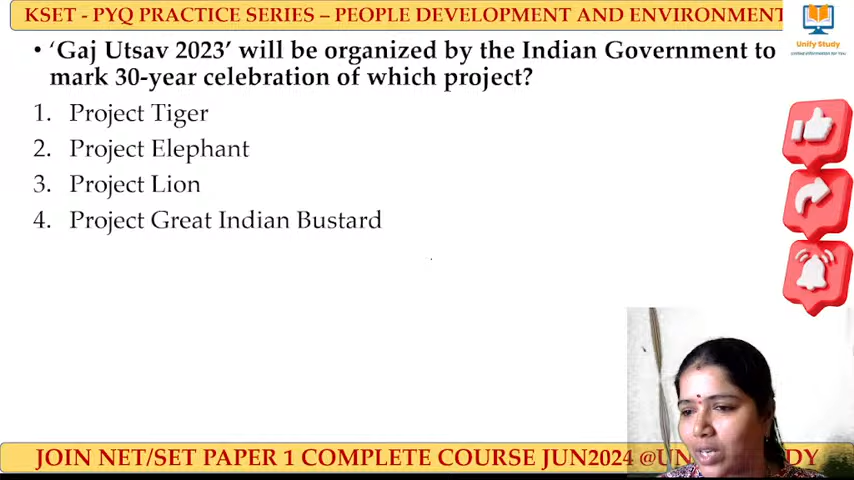 KSET - PYQ PRACTICE SERIES – PEOPLE DEVELOPMENT AND ENVIRONMENT
Unify Study
• ‘Gaj Utsav 2023’ will be organized by the Indian Government to
mark 30-year celebration of which project?
1. Project Tiger
2. Project Elephant
3. Project Lion
4. Project Great Indian Bustard
JOIN NET/SET PAPER 1 COMPLETE COURSE JUN2024 @UN